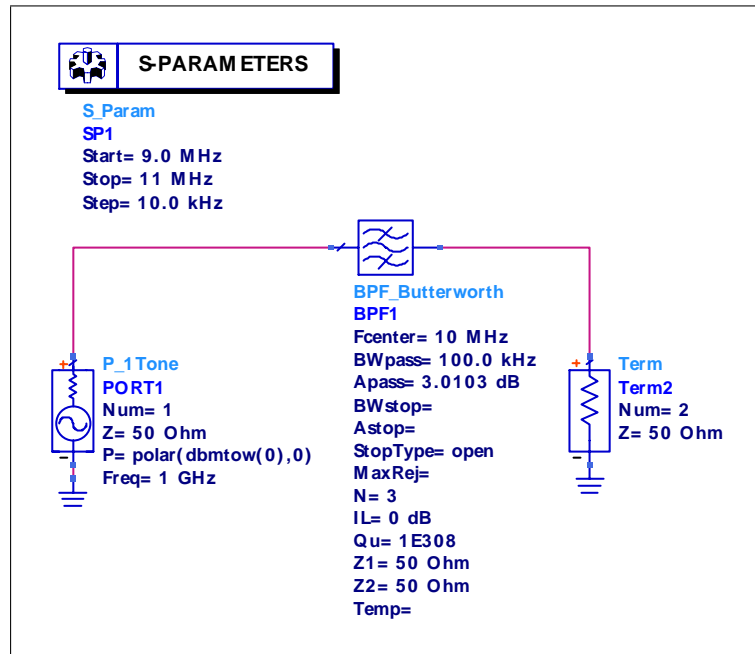 S-PARAMETERS
S_Param
SP1
Start= 9.0 MHz
Stop= 11 MHz
Step= 10.0 kHz
BPF_Butterworth
BPF1
Fcenter= 10 MHz
BWpass= 100.0 kHz
Apass= 3.0103 dB
BWstop=
Astop=
StopType= open
MaxRej=
N= 3
IL= 0 dB
Qu= 1E308
Z1= 50 Ohm
Z2= 50 Ohm
Temp=
+
P_1Tone
PORT1
Num= 1
Z= 50 Ohm
P= polar(dbmtow(0),0)
Freq= 1 GHz
-
+
Term
Term2
Num= 2
Z= 50 Ohm
-